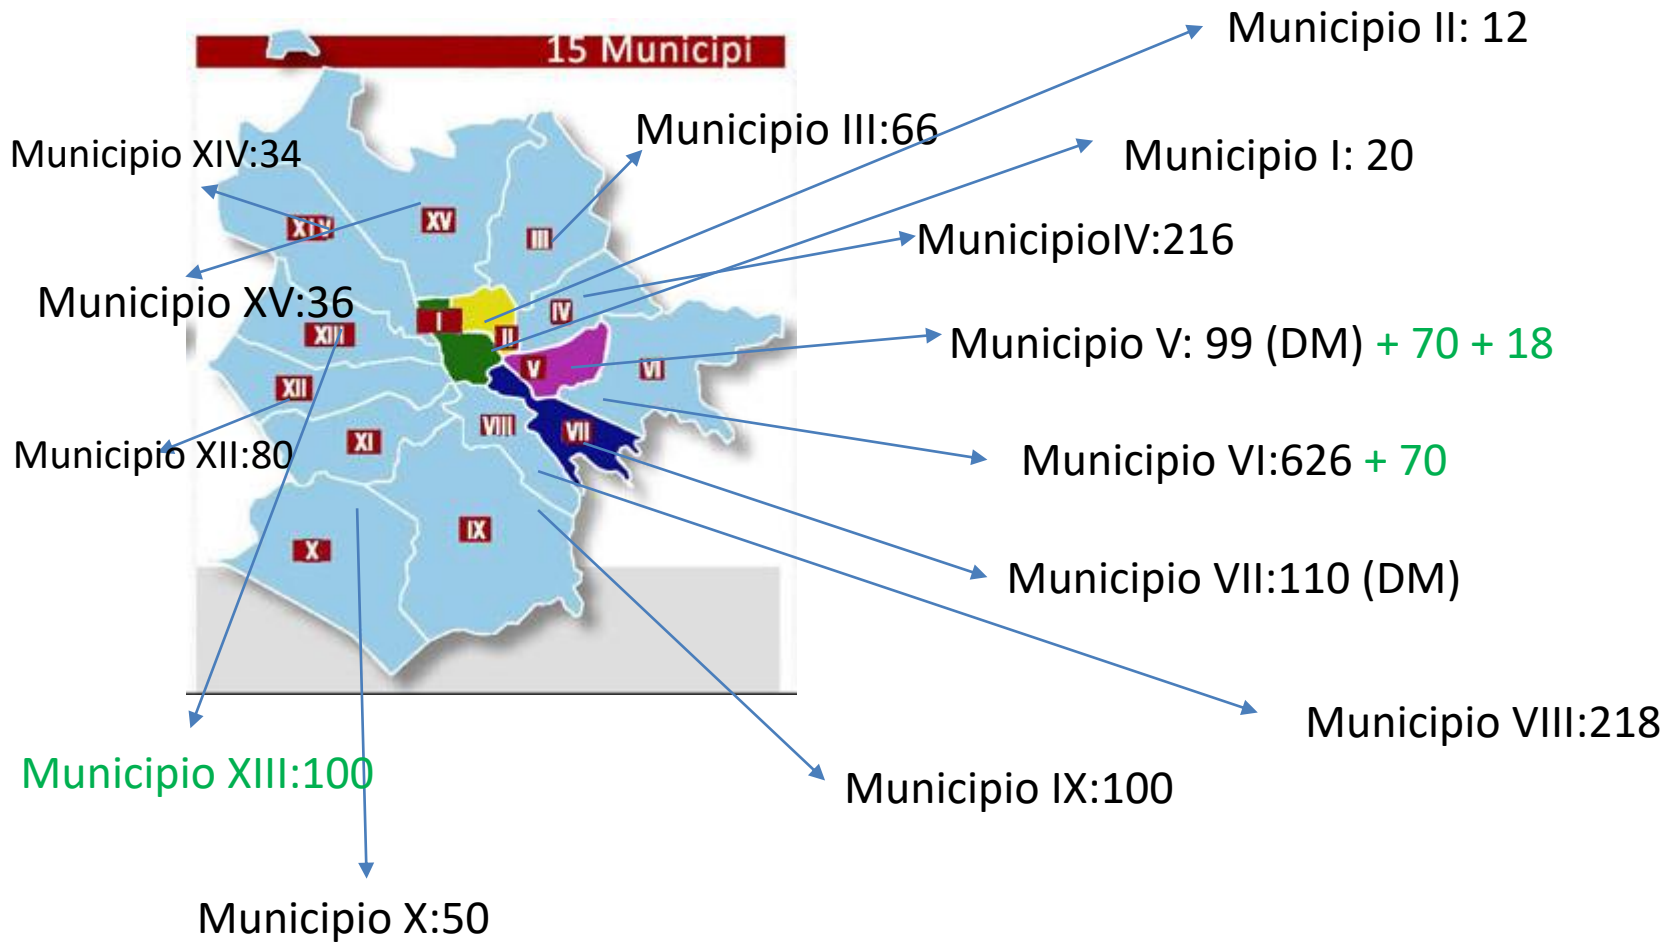 15 Municipi
Municipio II: 12
Municipio III:66
Municipio XIV:34
Municipio I: 20
XV
XIV
III
MunicipioIV:216
Municipio XV:36
IV
I
XIII
II
Municipio V: 99 (DM) + 70 + 18
V
VI
XII
VIII
VII
XI
Municipio XII:80
Municipio VI:626 + 70
IX
X
Municipio VII:110 (DM)
Municipio VIII:218
Municipio XIII:100
Municipio IX:100
Municipio X:50